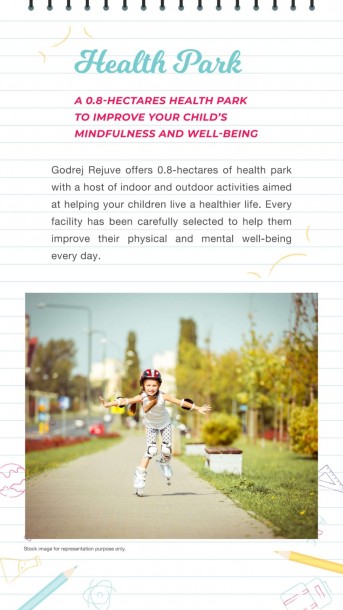 Health Park
A 0.8-HECTARES HEALTH PARK
TO IMPROVE YOUR CHILD'S
MINDFULNESS AND WELL-BEING
Godrej Rejuve offers 0.8-hectares of health park
with a host of indoor and outdoor activities aimed
at helping your children live a healthier life. Every
facility has been carefully selected to help them
improve their physical and mental well-being
every day.
Stock image for representation purpose only.